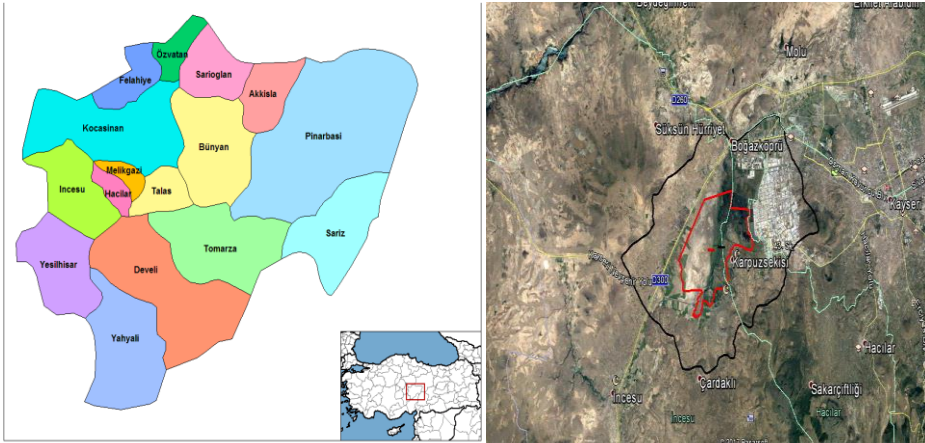 Özvatan
Felahiye
Sarioglan
Akkisla
Kocasinan
Pinarbasi
Bünyan
Melikgazi
Incesu
Hacilar
Talas
Sariz
Tomarza
Yesilhisar
Develi
Yahyali
Molu
D260
Süksün Hürriyet
Boğazköprü
Kayseri
Karpuzsekisi
D300
Hacılar
Çardaklı
İncesu
Sakarçiftliği
İncesu
Hacılar